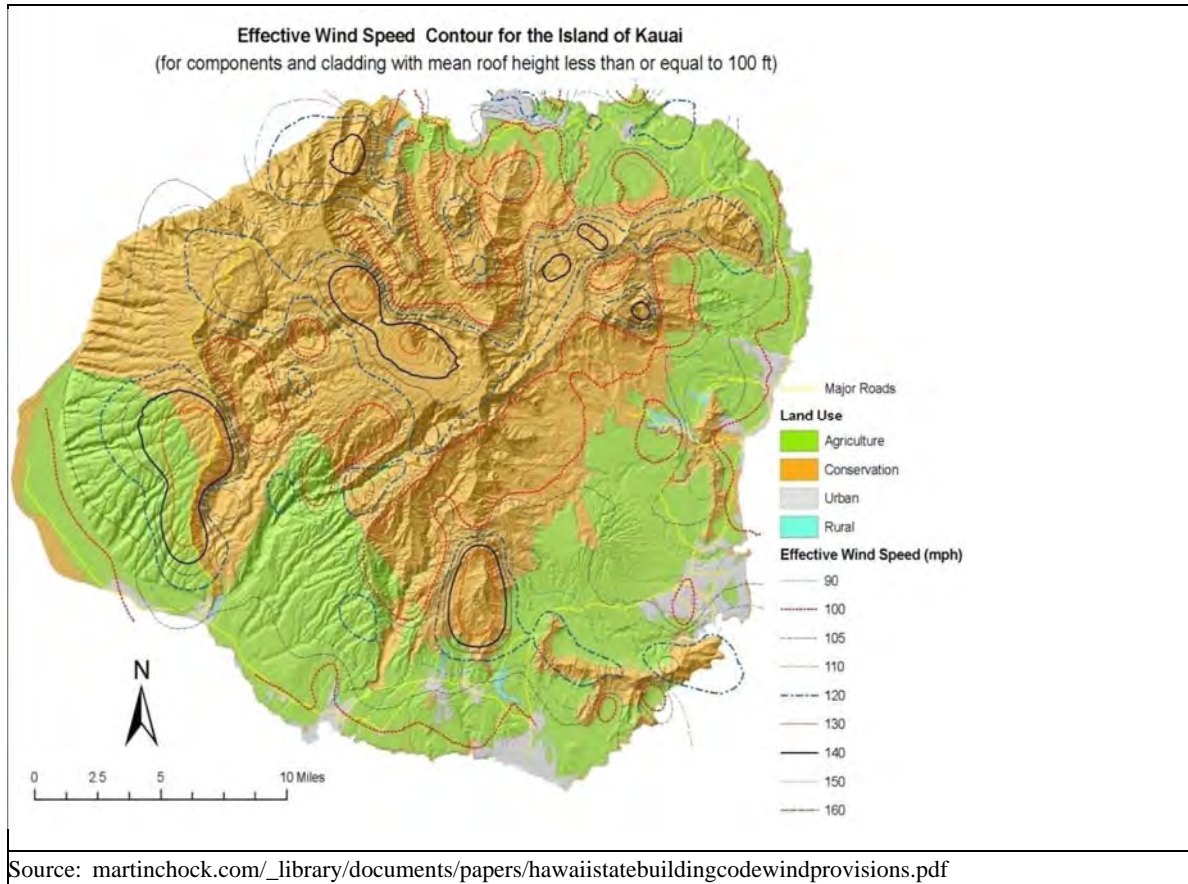 Effective Wind Speed Contour for the Island of Kauai
(for components and cladding with mean roof height less than or equal to 100 ft)
Major Roads
Land Use
Agriculture
Conservation
Urban
Rural
Effective Wind Speed (mph)
90
100
105
110
120
130
140
150
160
N
0 2.5 5 10 Miles
Source: martinchock.com/_library/documents/papers/hawaiistatebuildingcodewindprovisions.pdf